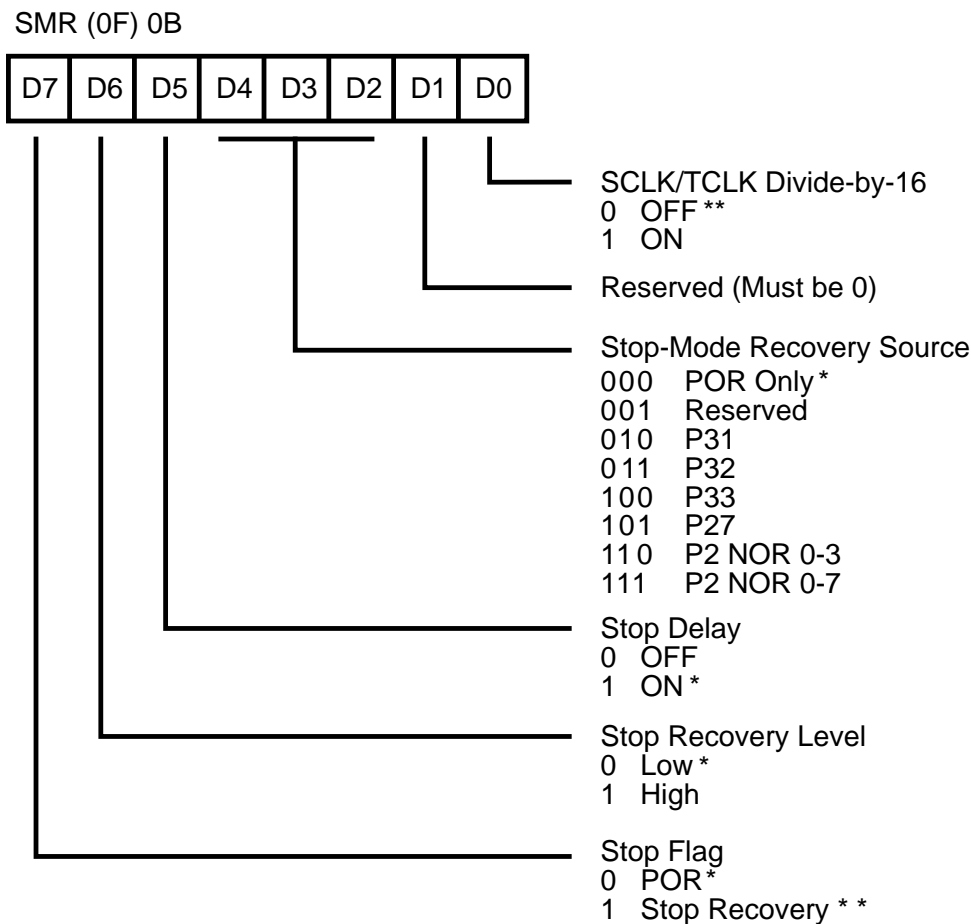 SMR (0F) 0B
D7 D6 D5 D4 D3 D2 D1 D0
SCLK/TCLK Divide-by-16
0 OFF **
1 ON
Reserved (Must be 0)
Stop-Mode Recovery Source
000 POR Only *
001 Reserved
010 P31
011 P32
100 P33
101 P27
110 P2 NOR 0-3
111 P2 NOR 0-7
Stop Delay
0 OFF
1 ON *
Stop Recovery Level
0 Low *
1 High
Stop Flag
0 POR *
1 Stop Recovery * *